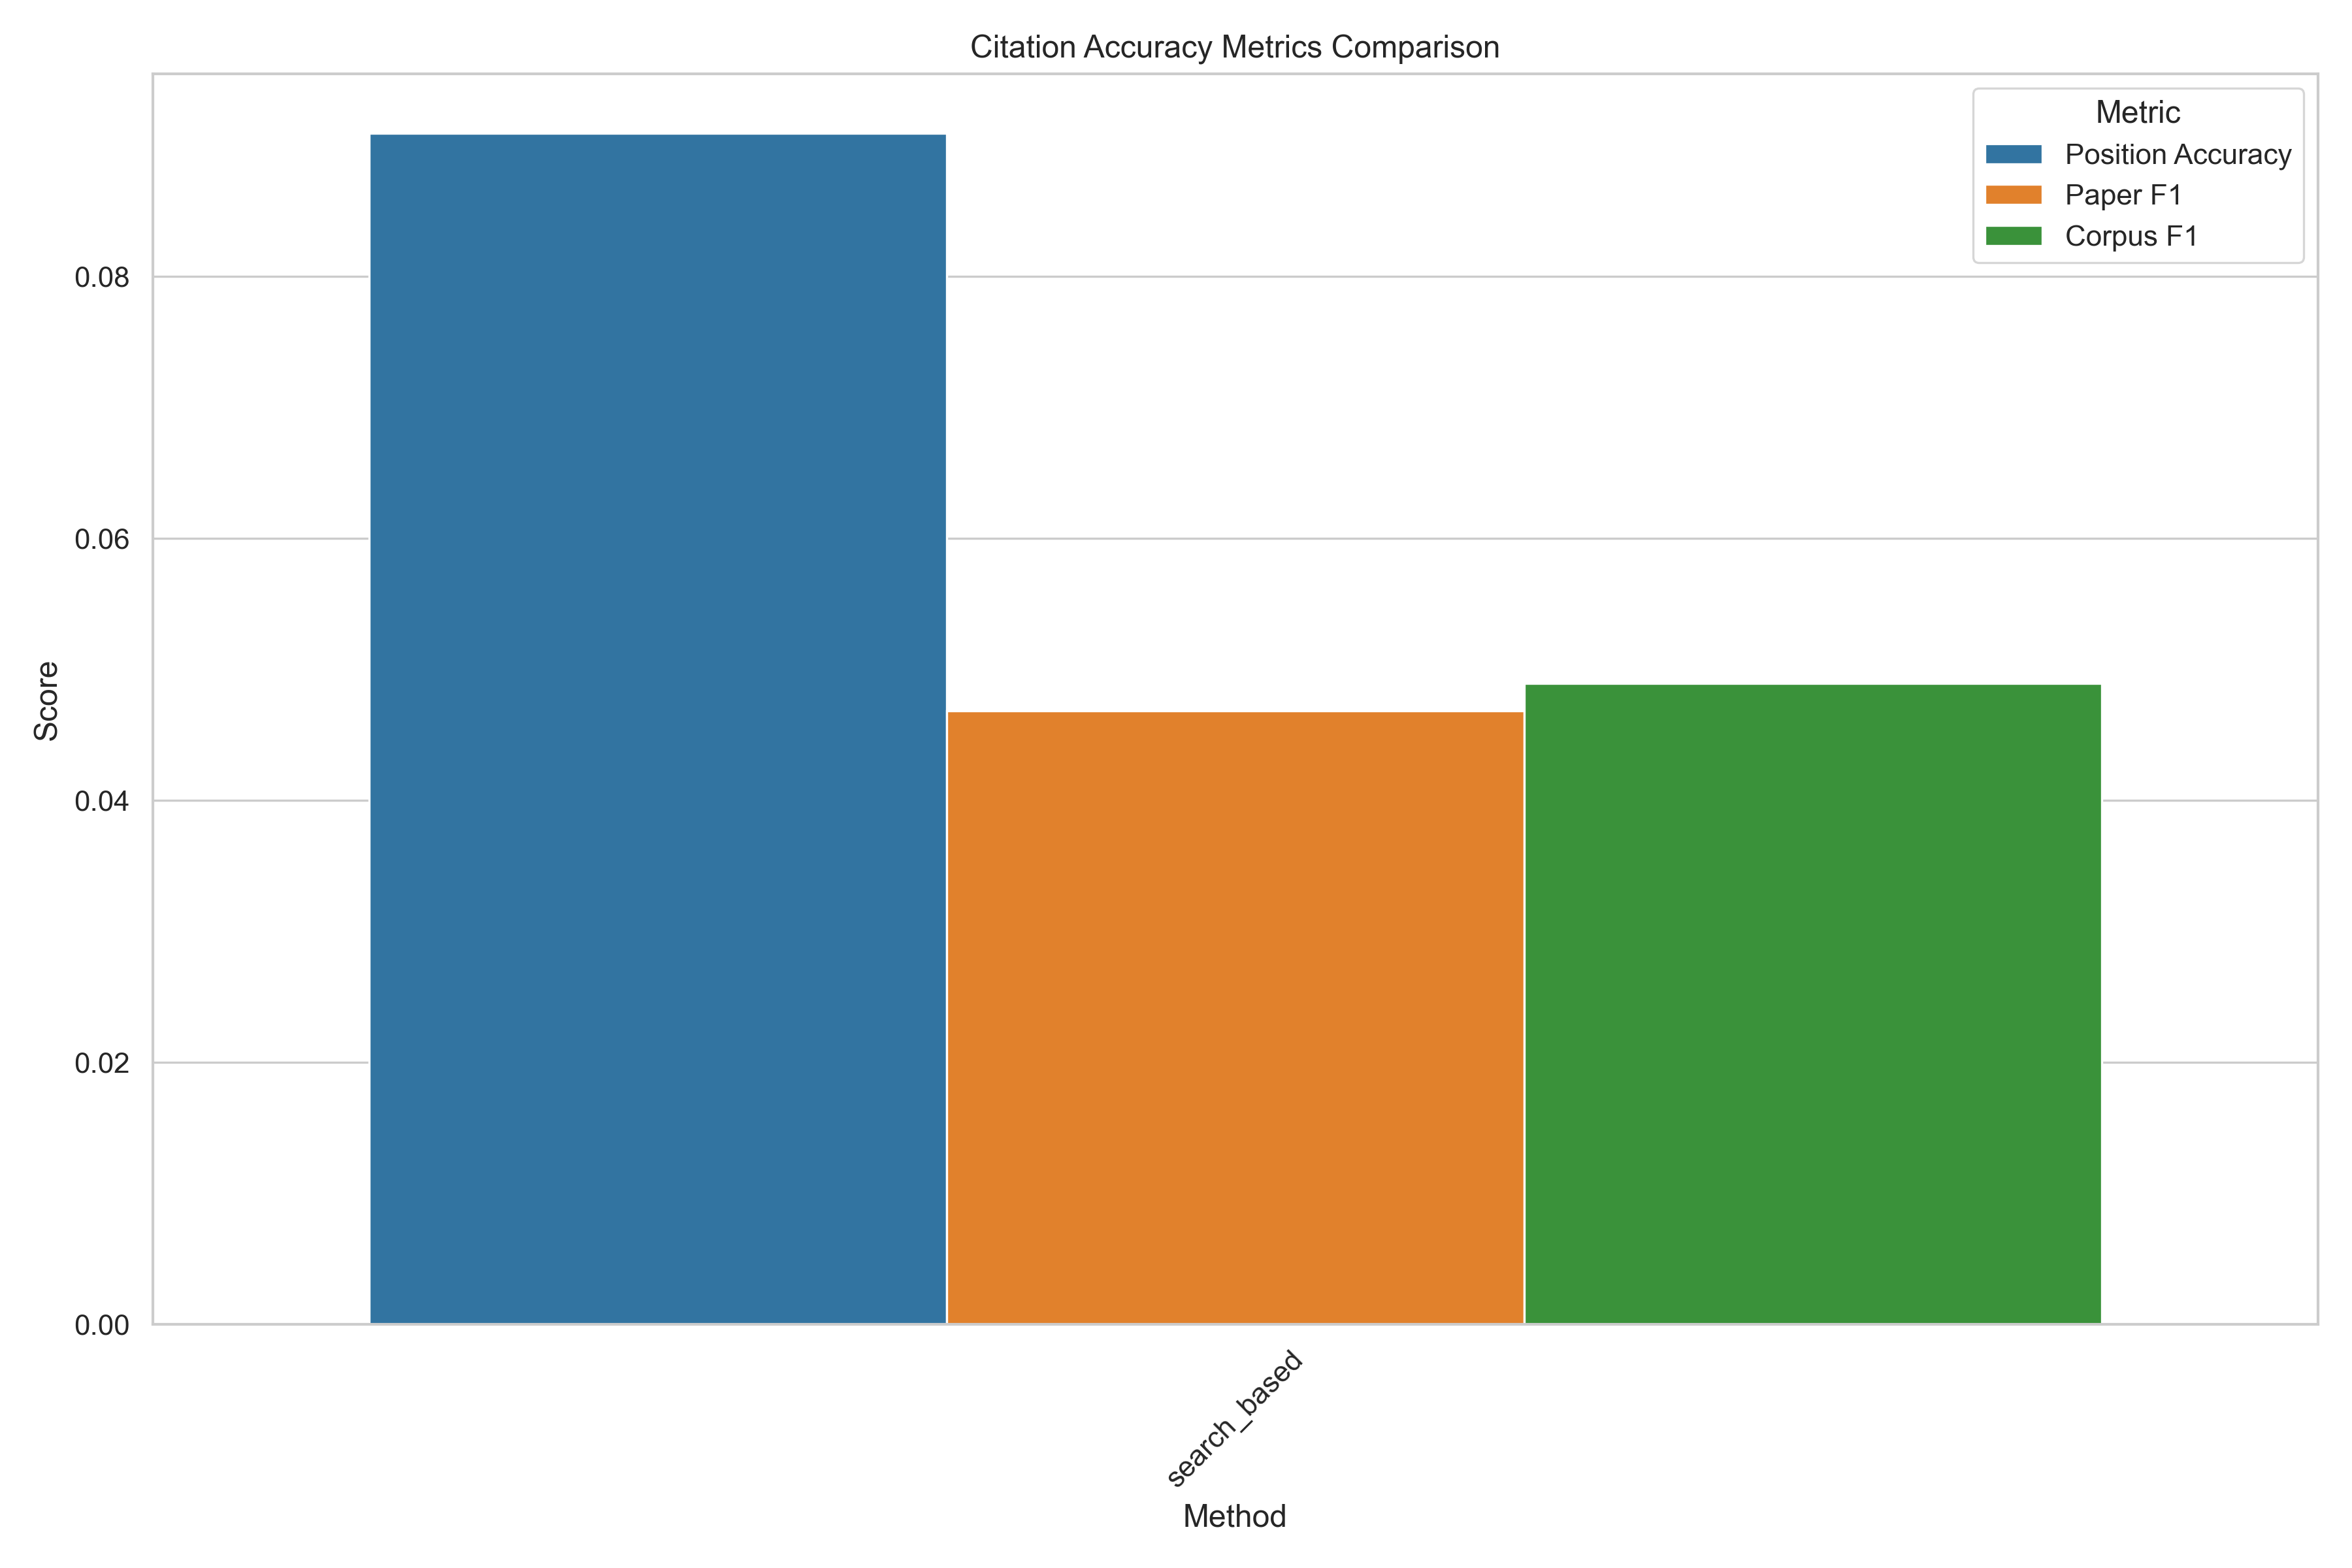 Citation Accuracy Metrics Comparison
Metric
Position Accuracy
Paper F1
Corpus F1
0.08
0.06
0.04
0.02
0.00
Score
search_based
Method